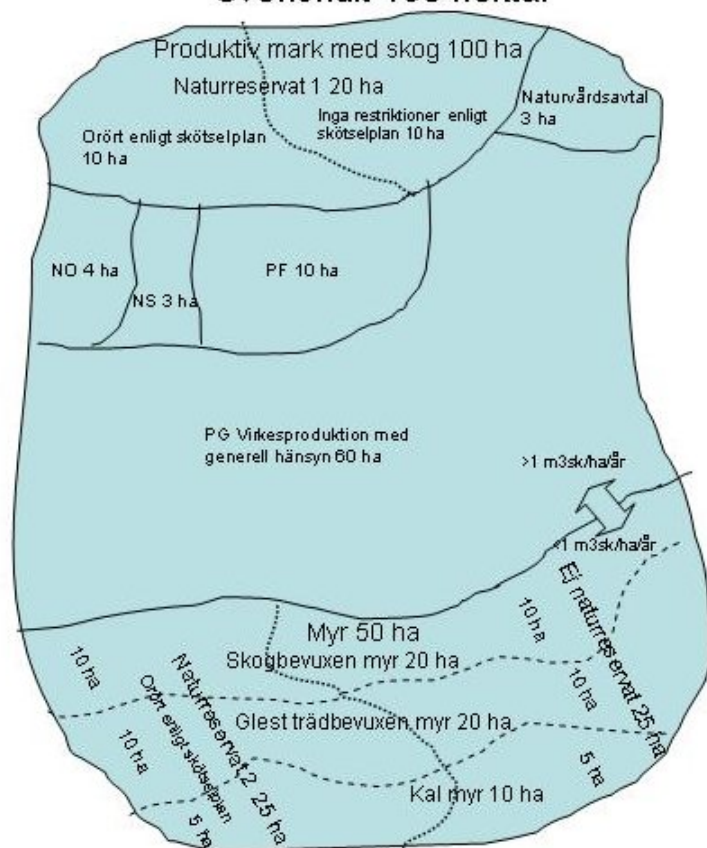 Produktiv mark med skog 100 ha
Naturreservat 1 20 ha
Inga restriktioner enligt
skötselplan 10 ha
Naturvårdsavtal
3 ha
Orört enligt skötselplan
10 ha
NO 4 ha
NS 3 ha
PF 10 ha
PG Virkesproduktion med
generell hänsyn 60 ha
>1 m3sk/ha/år
<1 m3sk/ha/år
Ej naturreservat 25 ha
Myr 50 ha
Skogbevuxen myr 20 ha
10 ha
10 ha
Glest trädbevuxen myr 20 ha
10 ha
10 ha
Naturreservat 2 25 ha
Orört enligt skötselplan
Kal myr 10 ha
5 ha
5 ha